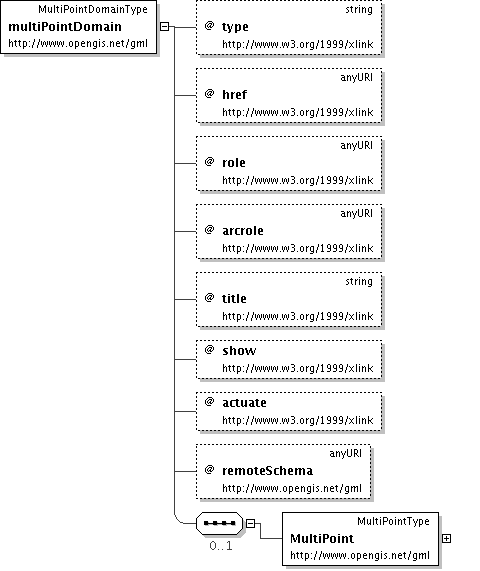 MultiPointDomainType
multiPointDomain
http://www.opengis.net/gml
string
@ type
http://www.w3.org/1999/xlink
anyURI
@ href
http://www.w3.org/1999/xlink
anyURI
@ role
http://www.w3.org/1999/xlink
anyURI
@ arcrole
http://www.w3.org/1999/xlink
string
@ title
http://www.w3.org/1999/xlink
@ show
http://www.w3.org/1999/xlink
@ actuate
http://www.w3.org/1999/xlink
anyURI
@ remoteSchema
http://www.opengis.net/gml
0..1
MultiPointType
MultiPoint
http://www.opengis.net/gml